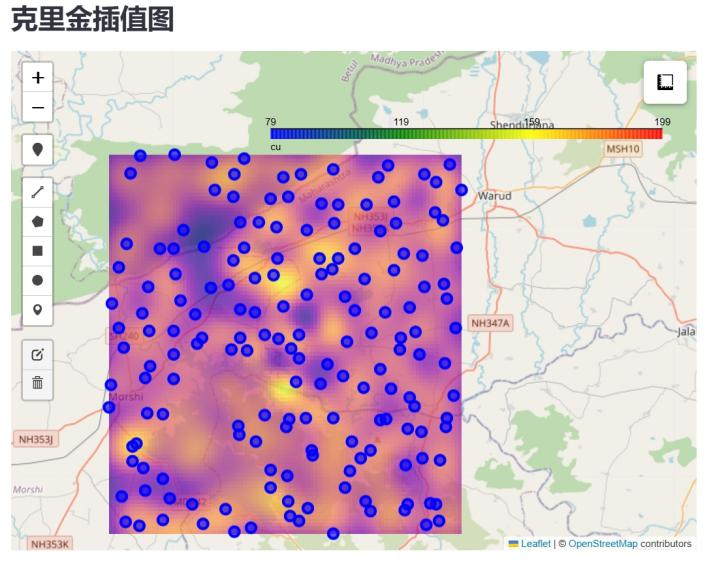 克里金插值图
+
−
Betul
Madhya Pradesh
79
119
159
199
cu
Shendurjana
MSH10
Maharashtra
Warud
NH353J
NH347A
Jala
Morshi
NH353J
Morshi
NH353K
Leaflet | © OpenStreetMap contributors